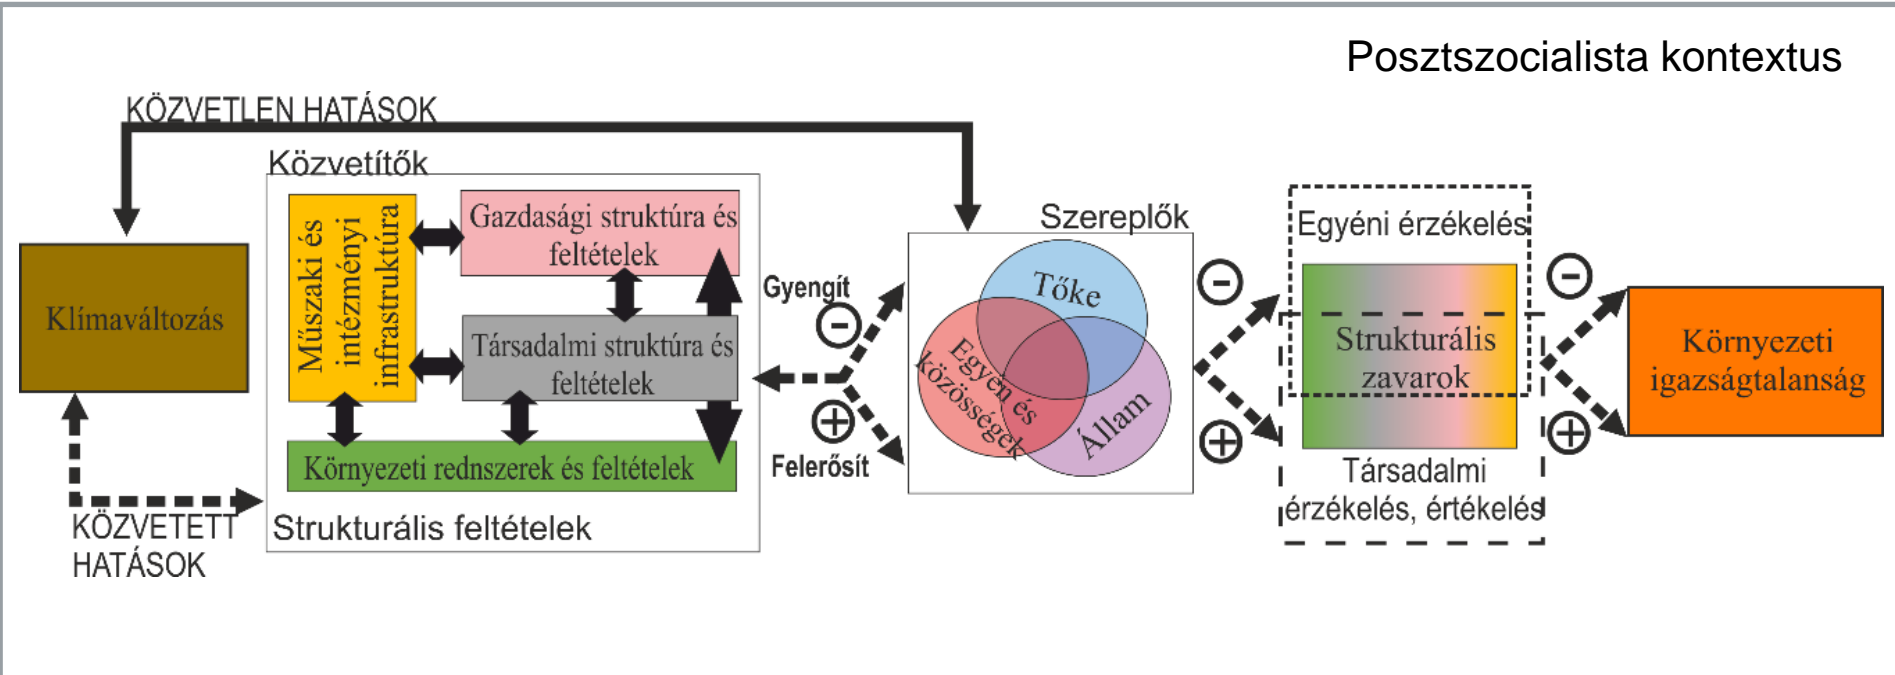 Posztszocialista kontextus
KÖZVETLEN HATÁSOK
Klímaváltozás
KÖZVETETT
HATÁSOK
Közvetítők
Műszaki és
intézményi
infrastruktúra
Gazdasági struktúra és
feltételek
Társadalmi struktúra és
feltételek
Környezeti rednszerek és feltételek
Strukturális feltételek
Gyengít
-
+
Felerősít
Szereplők
Tőke
Egyén és
közösségek
Állam
-
+
Egyéni érzékelés
Strukturális
zavarok
Társadalmi
érzékelés, értékelés
-
+
Környezeti
igazságtalanság